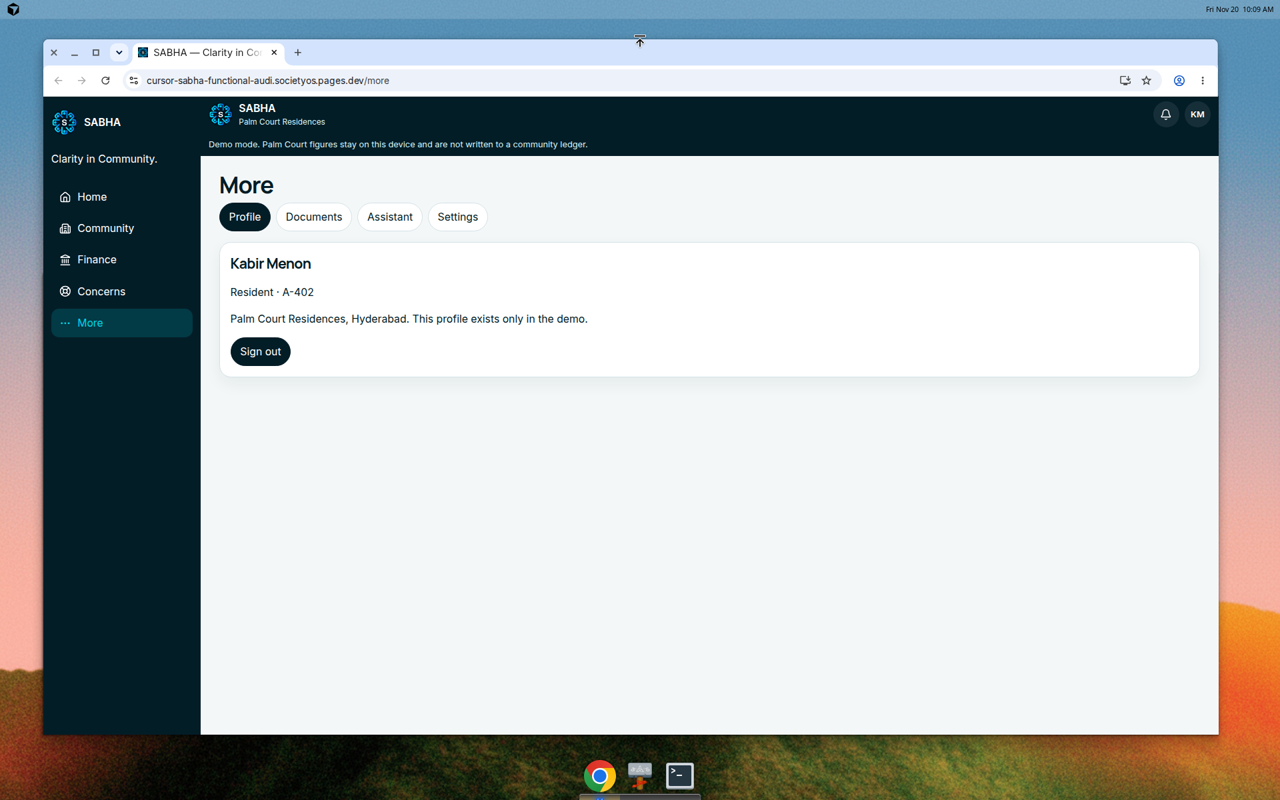 Fri Nov 20 10:09 AM
SABHA — Clarity in Co
cursor-sabha-functional-audi.societyos.pages.dev/more
S SABHA
Clarity in Community.
Home
Community
Finance
Concerns
More
S SABHA
Palm Court Residences
KM
Demo mode. Palm Court figures stay on this device and are not written to a community ledger.
More
Profile Documents Assistant Settings
Kabir Menon
Resident · A-402
Palm Court Residences, Hyderabad. This profile exists only in the demo.
Sign out
>_